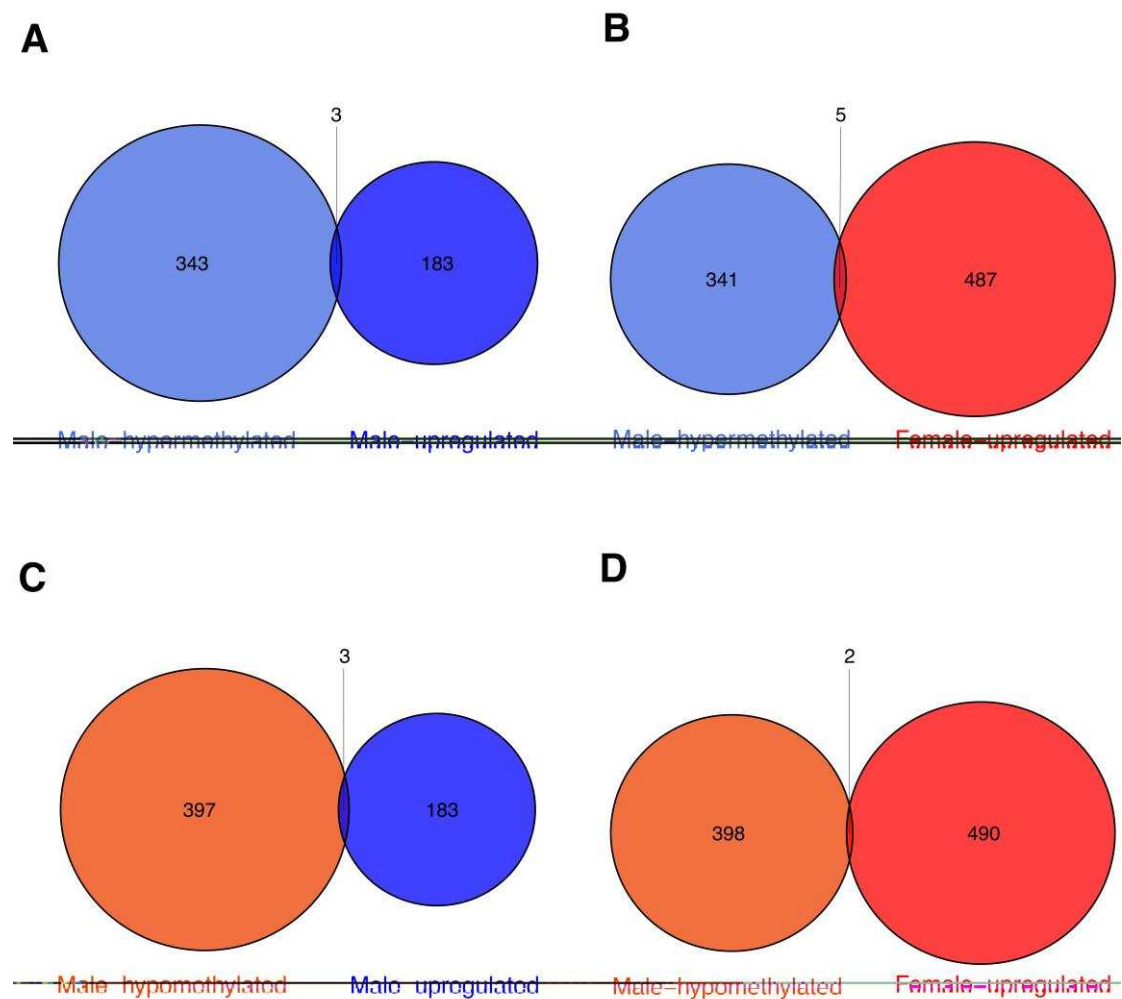 A
B
3
5
343
183
341
487
Male-hypermethylated
Male-upregulated
Male-hypermethylated
Female-upregulated
C
D
3
2
397
183
398
490
Male-hypomethylated
Male-upregulated
Male-hypomethylated
Female-upregulated